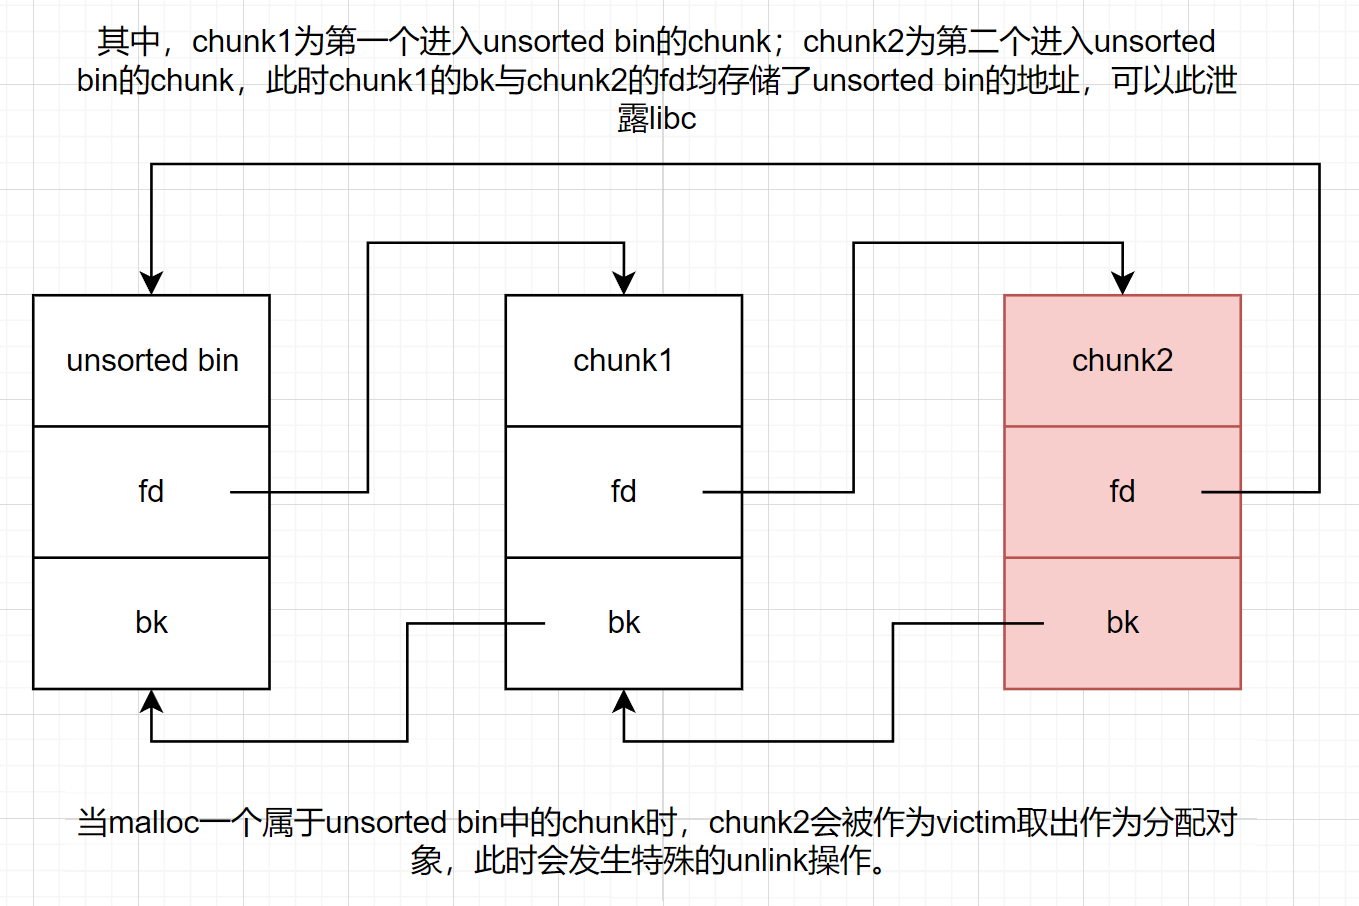 其中，chunk1为第一个进入unsorted bin的chunk；chunk2为第二个进入unsorted
bin的chunk，此时chunk1的bk与chunk2的fd均存储了unsorted bin的地址，可以此泄
露libc
unsorted bin
chunk1
chunk2
fd
fd
fd
bk
bk
bk
当malloc一个属于unsorted bin中的chunk时，chunk2会被作为victim取出作为分配对
象，此时会发生特殊的unlink操作。